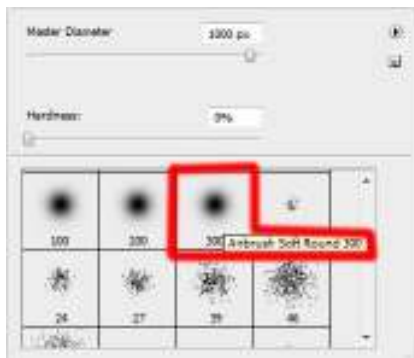 Master Diameter 1000 px
Hardness: 0%
100 200 300 Airbrush Soft Round 300
24 27 39 46